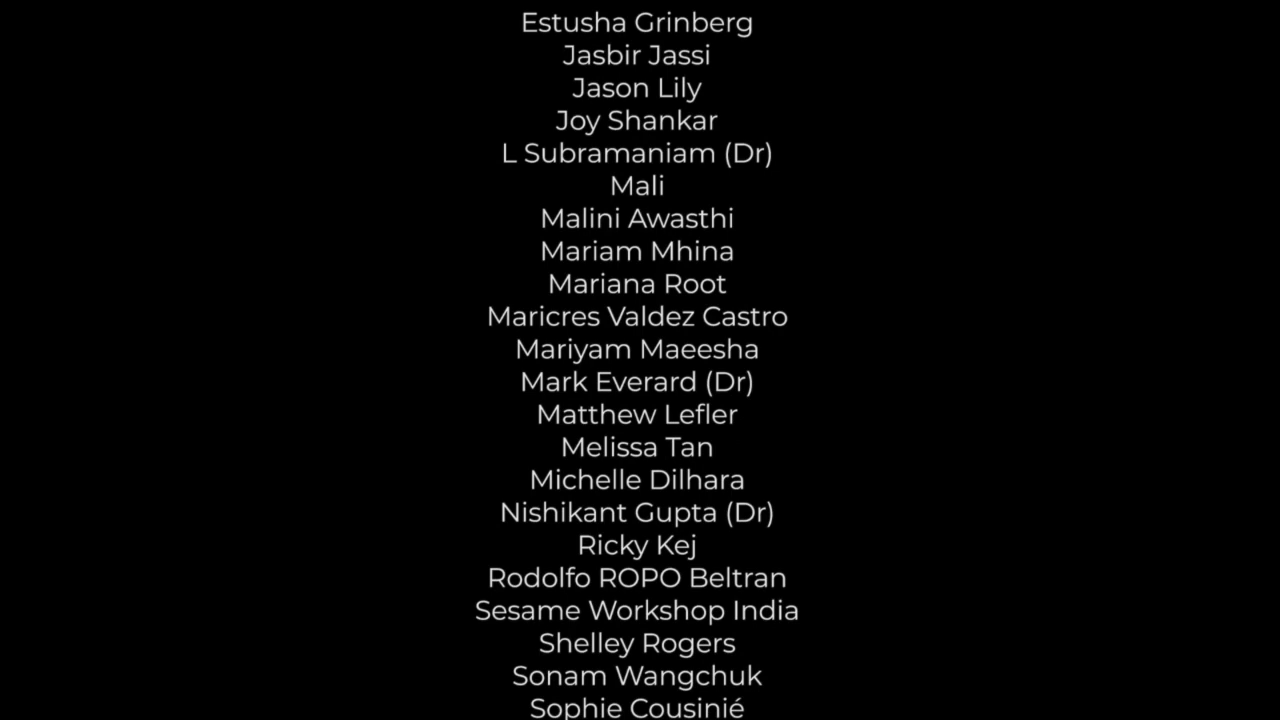 Estusha Grinberg
Jasbir Jassi
Jason Lily
Joy Shankar
L Subramaniam (Dr)
Mali
Malini Awasthi
Mariam Mhina
Mariana Root
Maricres Valdez Castro
Mariyam Maeesha
Mark Everard (Dr)
Matthew Lefler
Melissa Tan
Michelle Dilhara
Nishikant Gupta (Dr)
Ricky Kej
Rodolfo ROPO Beltran
Sesame Workshop India
Shelley Rogers
Sonam Wangchuk
Sophie Cousinié